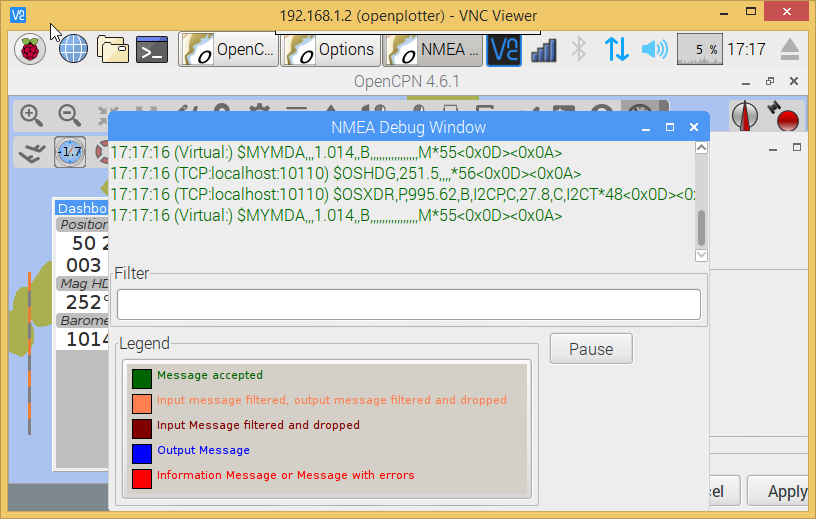 192.168.1.2 (openplotter) - VNC Viewer
OpenC...
Options
NMEA ...
5 %
17:17
OpenCPN 4.6.1
NMEA Debug Window
-1.7
17:17:16 (Virtual:) $MYMDA,,,1.014,,B,,,,,,,,,,,,,,,,M*55<0x0D><0x0A>
17:17:16 (TCP:localhost:10110) $OSHDG,251.5,,,,*56<0x0D><0x0A>
17:17:16 (TCP:localhost:10110) $OSXDR,P,995.62,B,I2CP,C,27.8,C,I2CT*48<0x0D><0x
17:17:16 (Virtual:) $MYMDA,,,1.014,,B,,,,,,,,,,,,,,,,M*55<0x0D><0x0A>
Dashbo
Position
50 2
003
Mag HD
252°
Barome
1014
Filter
Legend
Pause
Message accepted
Input message filtered, output message filtered and dropped
Input Message filtered and dropped
Output Message
Information Message or Message with errors
cel
Apply